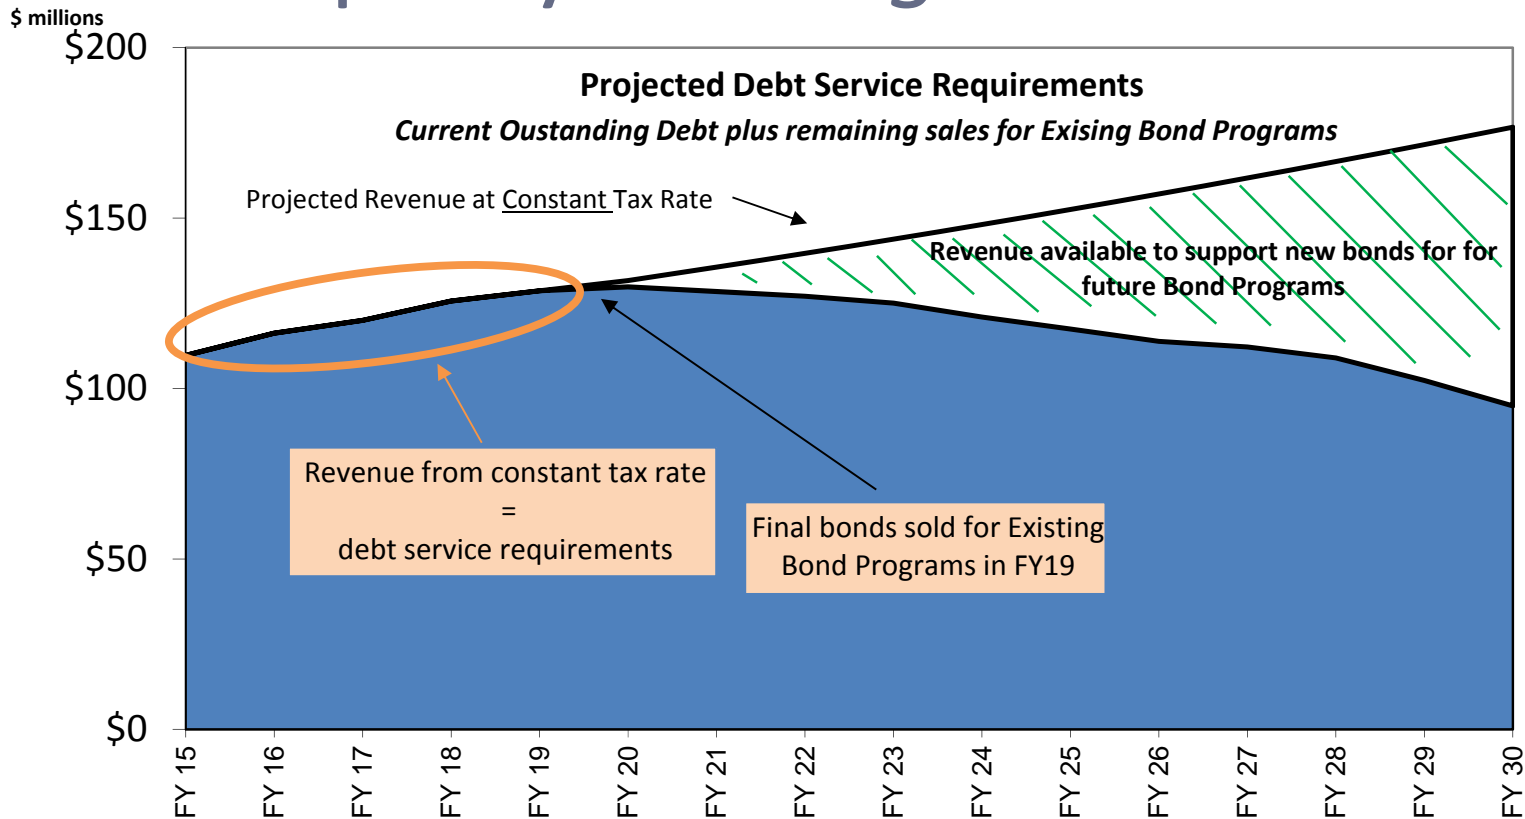 $ millions
$200
Projected Debt Service Requirements
Current Oustanding Debt plus remaining sales for Exising Bond Programs
Projected Revenue at Constant Tax Rate
$150
Revenue available to support new bonds for for
future Bond Programs
$100
Revenue from constant tax rate
=
debt service requirements
Final bonds sold for Existing
Bond Programs in FY19
$50
$0
FY 15
FY 16
FY 17
FY 18
FY 19
FY 20
FY 21
FY 22
FY 23
FY 24
FY 25
FY 26
FY 27
FY 28
FY 29
FY 30